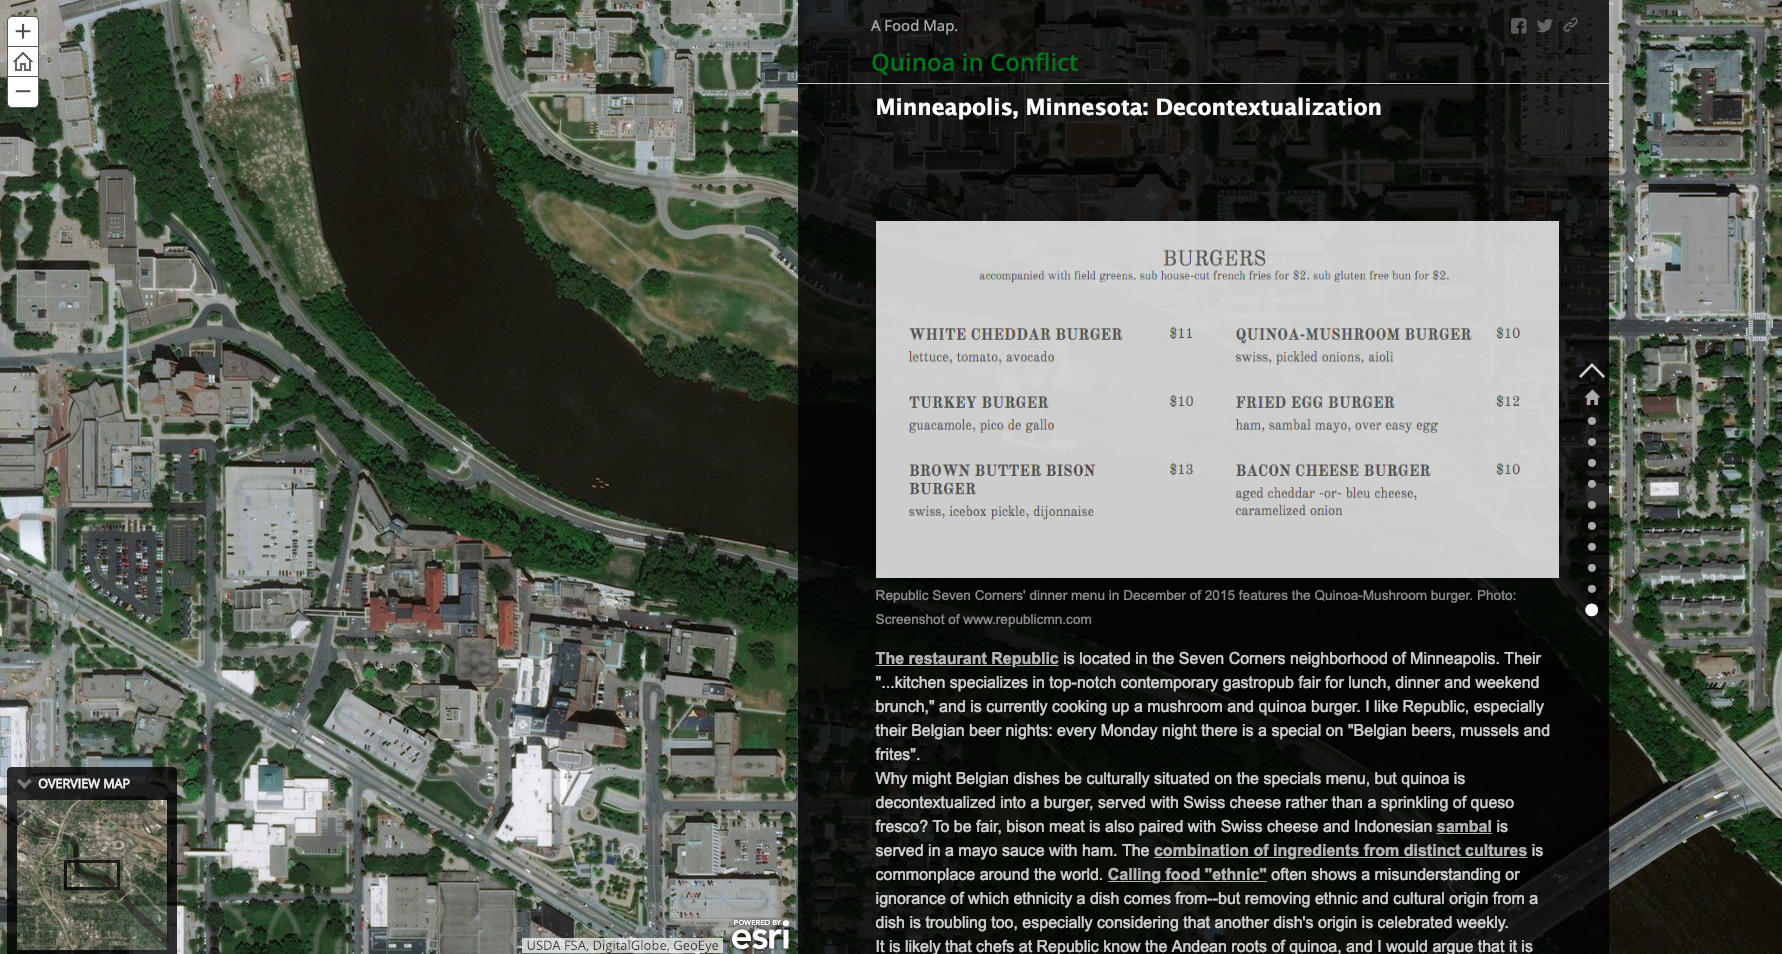 +
−
A Food Map.
Quinoa in Conflict
Minneapolis, Minnesota: Decontextualization
BURGERS
accompanied with field greens. sub house-cut french fries for $2. sub gluten free bun for $2.
WHITE CHEDDAR BURGER $11
lettuce, tomato, avocado
QUINOA-MUSHROOM BURGER $10
swiss, pickled onions, aioli
TURKEY BURGER $10
guacamole, pico de gallo
FRIED EGG BURGER $12
ham, sambal mayo, over easy egg
BROWN BUTTER BISON $13
BURGER
swiss, icebox pickle, dijonnaise
BACON CHEESE BURGER $10
aged cheddar -or- bleu cheese,
caramelized onion
Republic Seven Corners' dinner menu in December of 2015 features the Quinoa-Mushroom burger. Photo:
Screenshot of www.republicmn.com
The restaurant Republic is located in the Seven Corners neighborhood of Minneapolis. Their
"...kitchen specializes in top-notch contemporary gastropub fair for lunch, dinner and weekend
brunch," and is currently cooking up a mushroom and quinoa burger. I like Republic, especially
their Belgian beer nights: every Monday night there is a special on "Belgian beers, mussels and
frites".
Why might Belgian dishes be culturally situated on the specials menu, but quinoa is
decontextualized into a burger, served with Swiss cheese rather than a sprinkling of queso
fresco? To be fair, bison meat is also paired with Swiss cheese and Indonesian sambal is
served in a mayo sauce with ham. The combination of ingredients from distinct cultures is
commonplace around the world. Calling food "ethnic" often shows a misunderstanding or
ignorance of which ethnicity a dish comes from--but removing ethnic and cultural origin from a
dish is troubling too, especially considering that another dish's origin is celebrated weekly.
It is likely that chefs at Republic know the Andean roots of quinoa, and I would argue that it is
OVERVIEW MAP
USDA FSA, DigitalGlobe, GeoEye
POWERED BY
esri